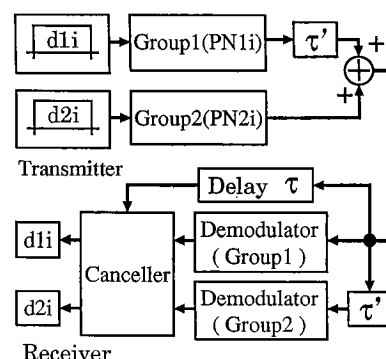 d1i
Group1(PN1i)
τ'
+
d2i
Group2(PN2i)
+
Transmitter
Delay τ
d1i
Canceller
Demodulator
( Group1 )
d2i
Demodulator
( Group2 )
τ'
Receiver